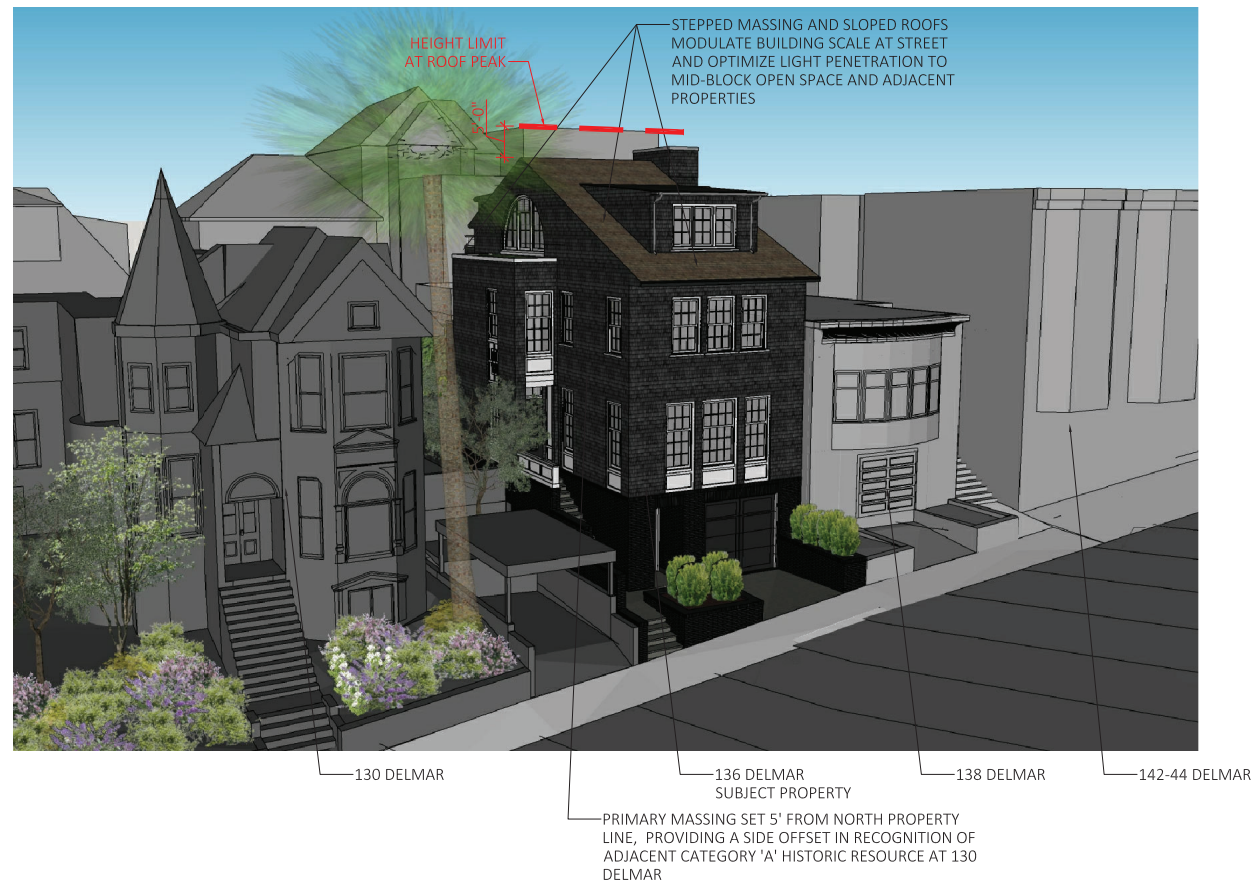 HEIGHT LIMIT
AT ROOF PEAK
STEPPED MASSING AND SLOPED ROOFS
MODULATE BUILDING SCALE AT STREET
AND OPTIMIZE LIGHT PENETRATION TO
MID-BLOCK OPEN SPACE AND ADJACENT
PROPERTIES
130 DELMAR
136 DELMAR
SUBJECT PROPERTY
138 DELMAR
142-44 DELMAR
PRIMARY MASSING SET 5' FROM NORTH PROPERTY
LINE, PROVIDING A SIDE OFFSET IN RECOGNITION OF
ADJACENT CATEGORY 'A' HISTORIC RESOURCE AT 130
DELMAR